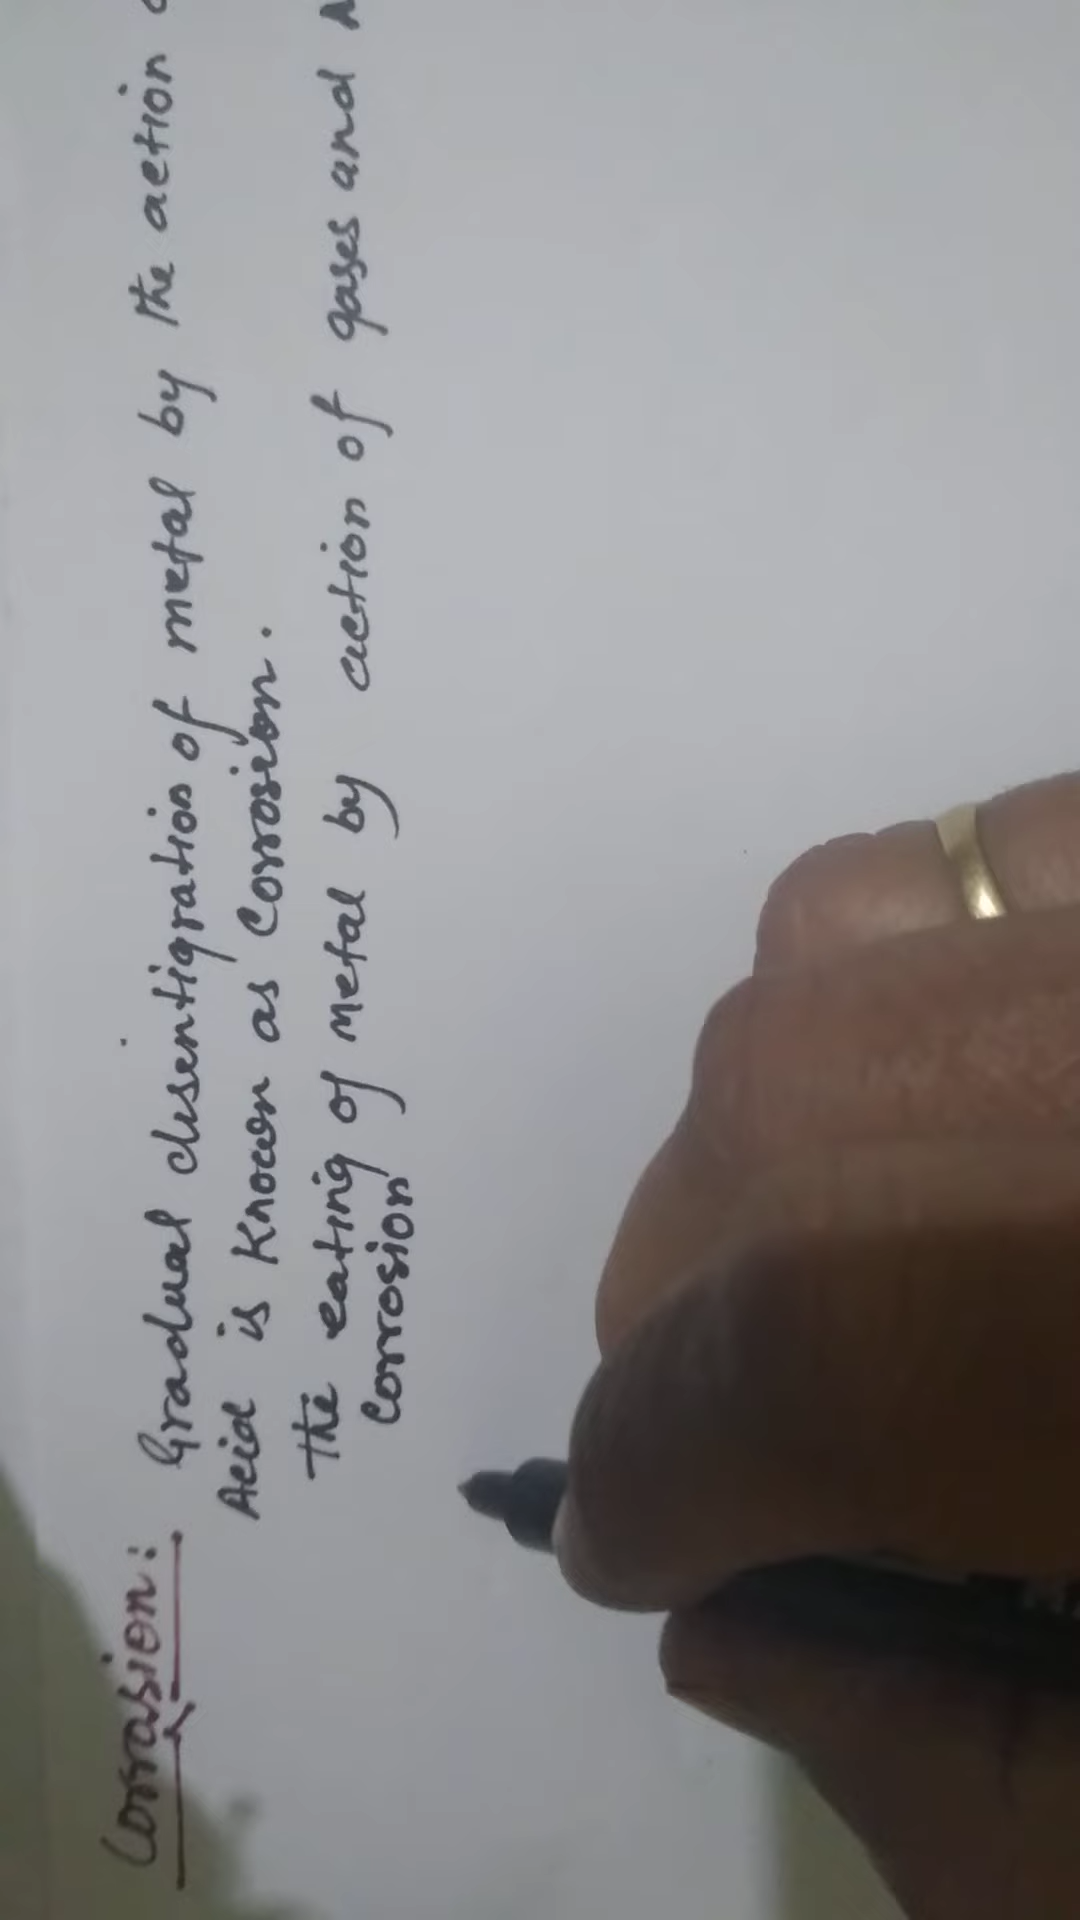 Corrosion:
Gradual disentigration of metal by the action
Acid is Known as Corrosion.
The eating of metal by action of gases and
Corrosion